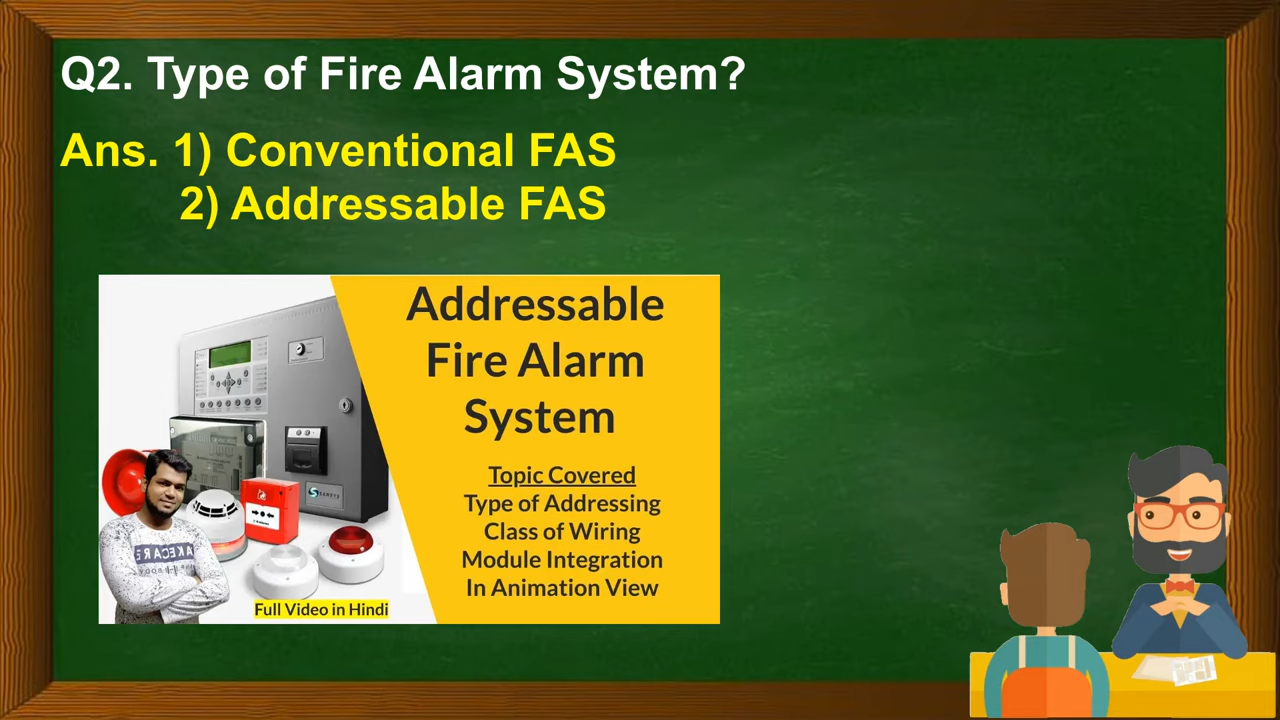 Q2. Type of Fire Alarm System?
Ans. 1) Conventional FAS
2) Addressable FAS
Addressable
Fire Alarm
System
Topic Covered
Type of Addressing
Class of Wiring
Module Integration
In Animation View
Full Video in Hindi